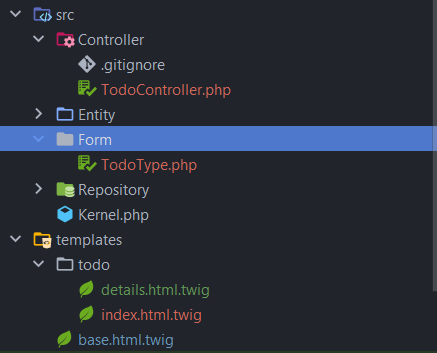 src
Controller
.gitignore
TodoController.php
Entity
Form
TodoType.php
Repository
Kernel.php
templates
todo
details.html.twig
index.html.twig
base.html.twig